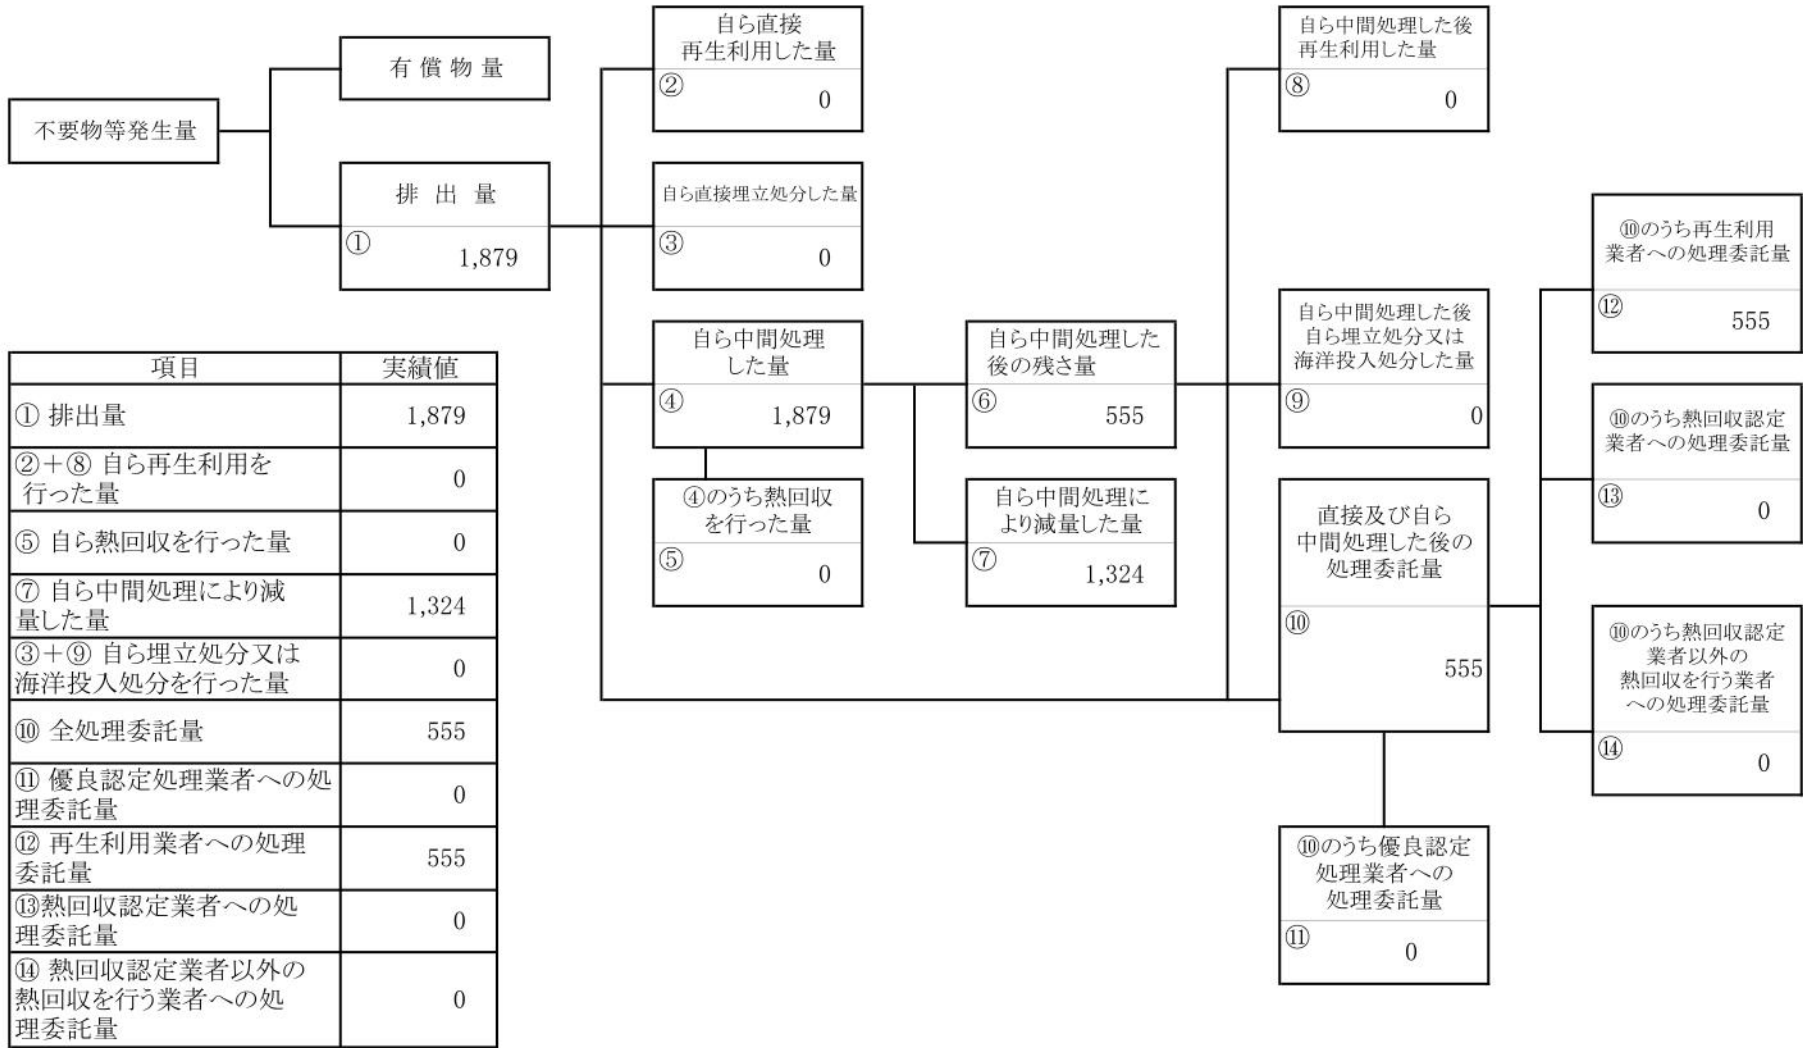 不要物等発生量
有償物量
排出量
①
1,879
自ら直接
再生利用した量
②
0
自ら直接埋立処分した量
③
0
自ら中間処理
した量
④
1,879
④のうち熱回収
を行った量
⑤
0
自ら中間処理した
後の残さ量
⑥
555
自ら中間処理に
より減量した量
⑦
1,324
自ら中間処理した後
再生利用した量
⑧
0
自ら中間処理した後
自ら埋立処分又は
海洋投入処分した量
⑨
0
直接及び自ら
中間処理した後の
処理委託量
⑩
555
⑩のうち優良認定
処理業者への
処理委託量
⑪
0
⑩のうち再生利用
業者への処理委託量
⑫
555
⑩のうち熱回収認定
業者への処理委託量
⑬
0
⑩のうち熱回収認定
業者以外の
熱回収を行う業者
への処理委託量
⑭
0
項目 実績値
① 排出量 1,879
②+⑧ 自ら再生利用を
行った量 0
⑤ 自ら熱回収を行った量 0
⑦ 自ら中間処理により減
量した量 1,324
③+⑨ 自ら埋立処分又は
海洋投入処分を行った量 0
⑩ 全処理委託量 555
⑪ 優良認定処理業者への処
理委託量 0
⑫ 再生利用業者への処理
委託量 555
⑬熱回収認定業者への処
理委託量 0
⑭ 熱回収認定業者以外の
熱回収を行う業者への処
理委託量 0